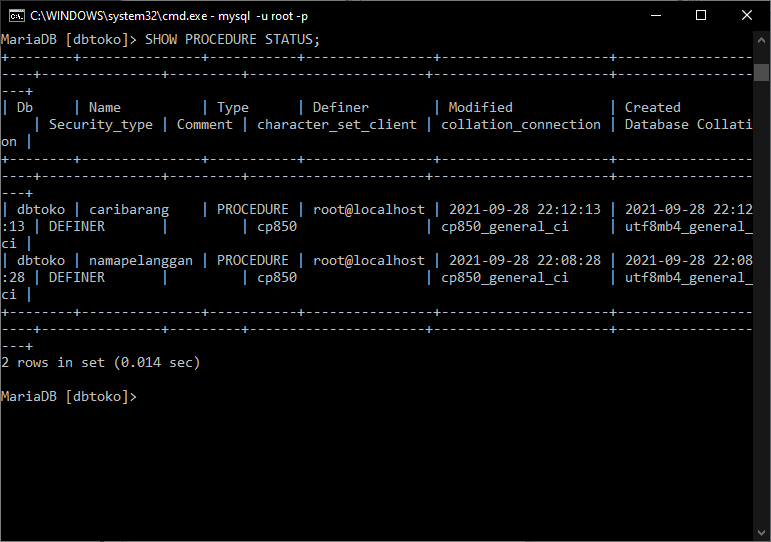 C:\WINDOWS\system32\cmd.exe - mysql -u root -p
MariaDB [dbtoko]> SHOW PROCEDURE STATUS;
+--------+---------------+-----------+----------------+---------------------+-----------------
----+---------------+---------+----------------------+----------------------+-----------------
---+
| Db     | Name          | Type      | Definer        | Modified            | Created
    | Security_type | Comment | character_set_client | collation_connection | Database Collati
on |
+--------+---------------+-----------+----------------+---------------------+-----------------
----+---------------+---------+----------------------+----------------------+-----------------
---+
| dbtoko | caribarang    | PROCEDURE | root@localhost | 2021-09-28 22:12:13 | 2021-09-28 22:12
:13 | DEFINER       |         | cp850                | cp850_general_ci     | utf8mb4_general_
ci |
| dbtoko | namapelanggan | PROCEDURE | root@localhost | 2021-09-28 22:08:28 | 2021-09-28 22:08
:28 | DEFINER       |         | cp850                | cp850_general_ci     | utf8mb4_general_
ci |
+--------+---------------+-----------+----------------+---------------------+-----------------
----+---------------+---------+----------------------+----------------------+-----------------
---+
2 rows in set (0.014 sec)
MariaDB [dbtoko]>